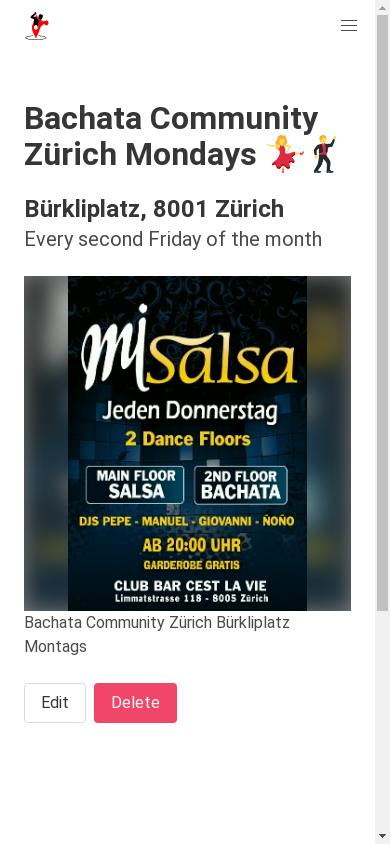 Bachata Community
Zürich Mondays 💃🕺
Bürkliplatz, 8001 Zürich
Every second Friday of the month
mi Salsa
Jeden Donnerstag
2 Dance Floors
MAIN FLOOR
SALSA
2ND FLOOR
BACHATA
DJS PEPE - MANUEL - GIOVANNI - ÑOÑO
AB 20:00 UHR
GARDEROBE GRATIS
CLUB BAR CEST LA VIE
Limmatstrasse 118 - 8005 Zürich
Bachata Community Zürich Bürkliplatz
Montags
Edit
Delete